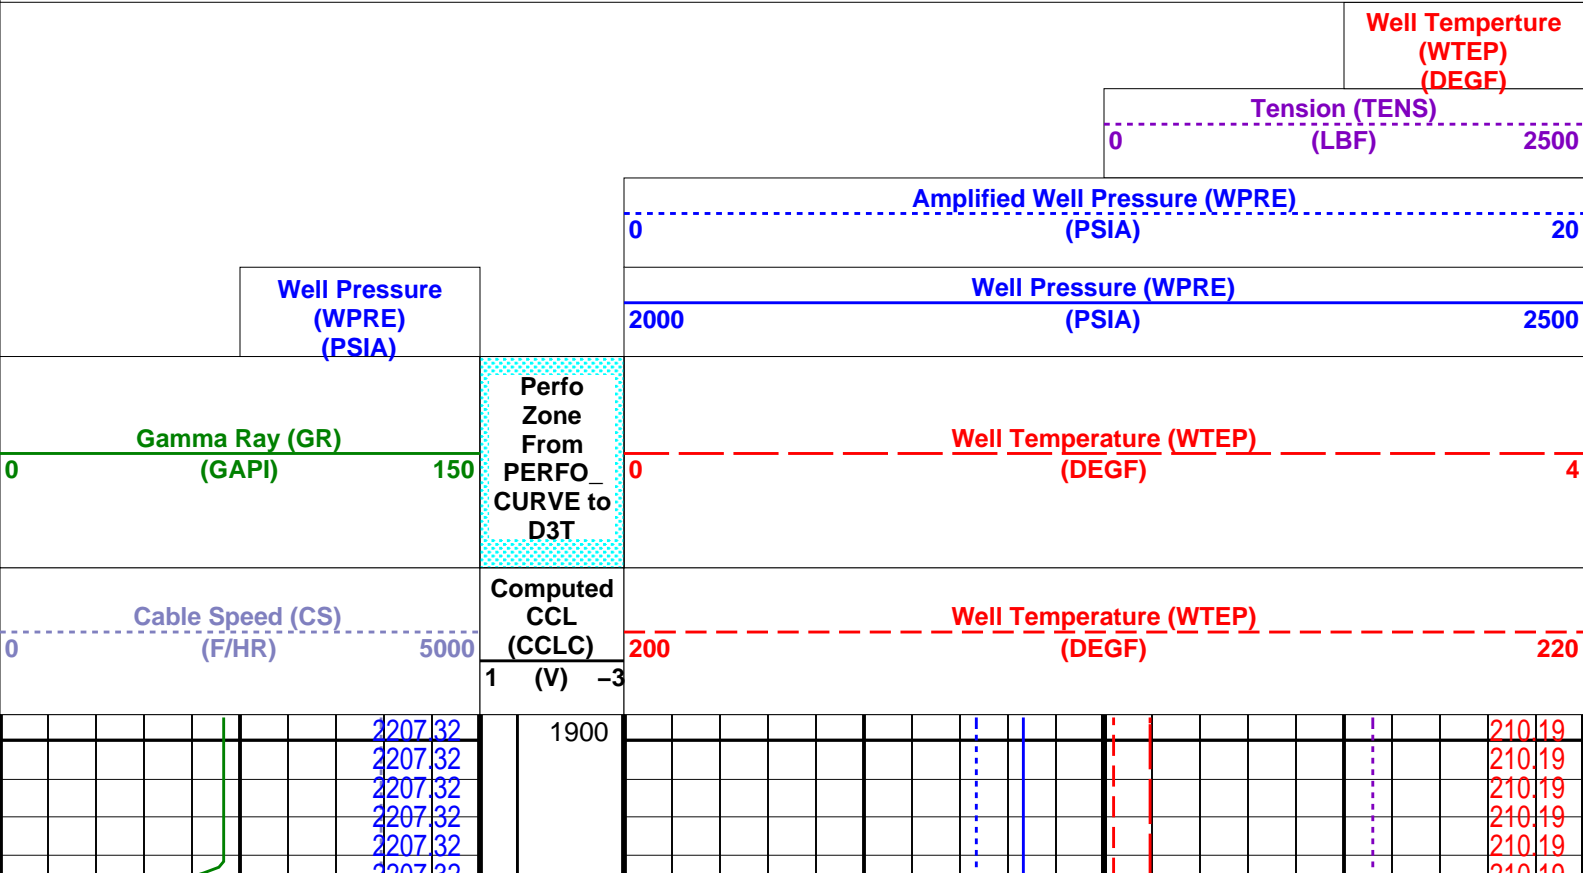 Well Temperture
(WTEP)
(DEGF)
Tension (TENS)
0 (LBF) 2500
Amplified Well Pressure (WPRE)
0 (PSIA) 20
Well Pressure
(WPRE)
(PSIA)
Well Pressure (WPRE)
2000 (PSIA) 2500
Gamma Ray (GR)
0 (GAPI) 150
Perfo
Zone
From
PERFO_
CURVE to
D3T
Well Temperature (WTEP)
0 (DEGF) 4
Cable Speed (CS)
0 (F/HR) 5000
Computed
CCL
(CCLC)
1 (V) −3
Well Temperature (WTEP)
200 (DEGF) 220
2207.32 1900 210.19
2207.32 210.19
2207.32 210.19
2207.32 210.19
2207.32 210.19
2207.32 210.19